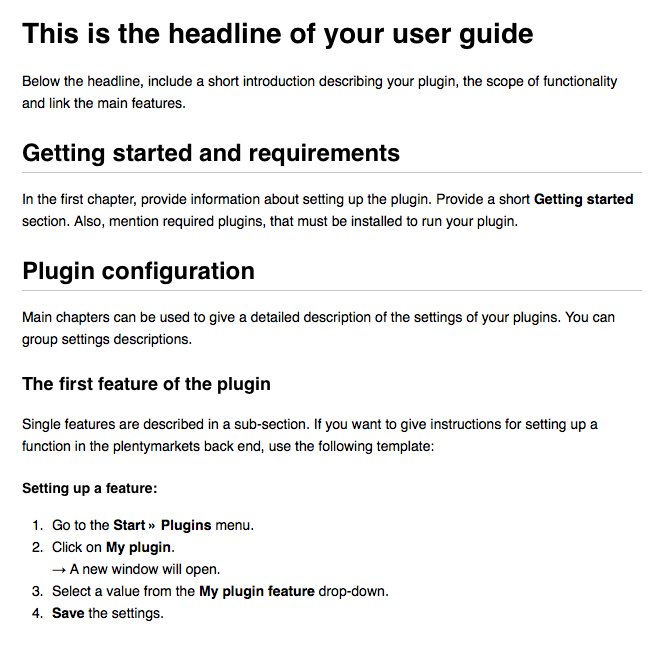 This is the headline of your user guide
Below the headline, include a short introduction describing your plugin, the scope of functionality
and link the main features.
Getting started and requirements
In the first chapter, provide information about setting up the plugin. Provide a short Getting started
section. Also, mention required plugins, that must be installed to run your plugin.
Plugin configuration
Main chapters can be used to give a detailed description of the settings of your plugins. You can
group settings descriptions.
The first feature of the plugin
Single features are described in a sub-section. If you want to give instructions for setting up a
function in the plentymarkets back end, use the following template:
Setting up a feature:
1. Go to the Start » Plugins menu.
2. Click on My plugin.
→ A new window will open.
3. Select a value from the My plugin feature drop-down.
4. Save the settings.